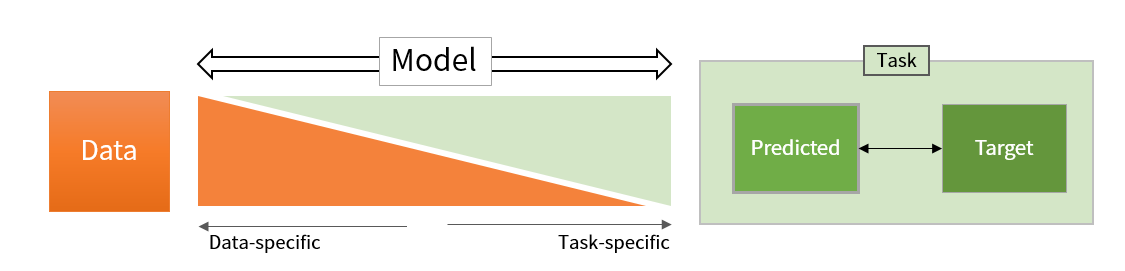 Model
Task
Data
Predicted
Target
Data-specific
Task-specific